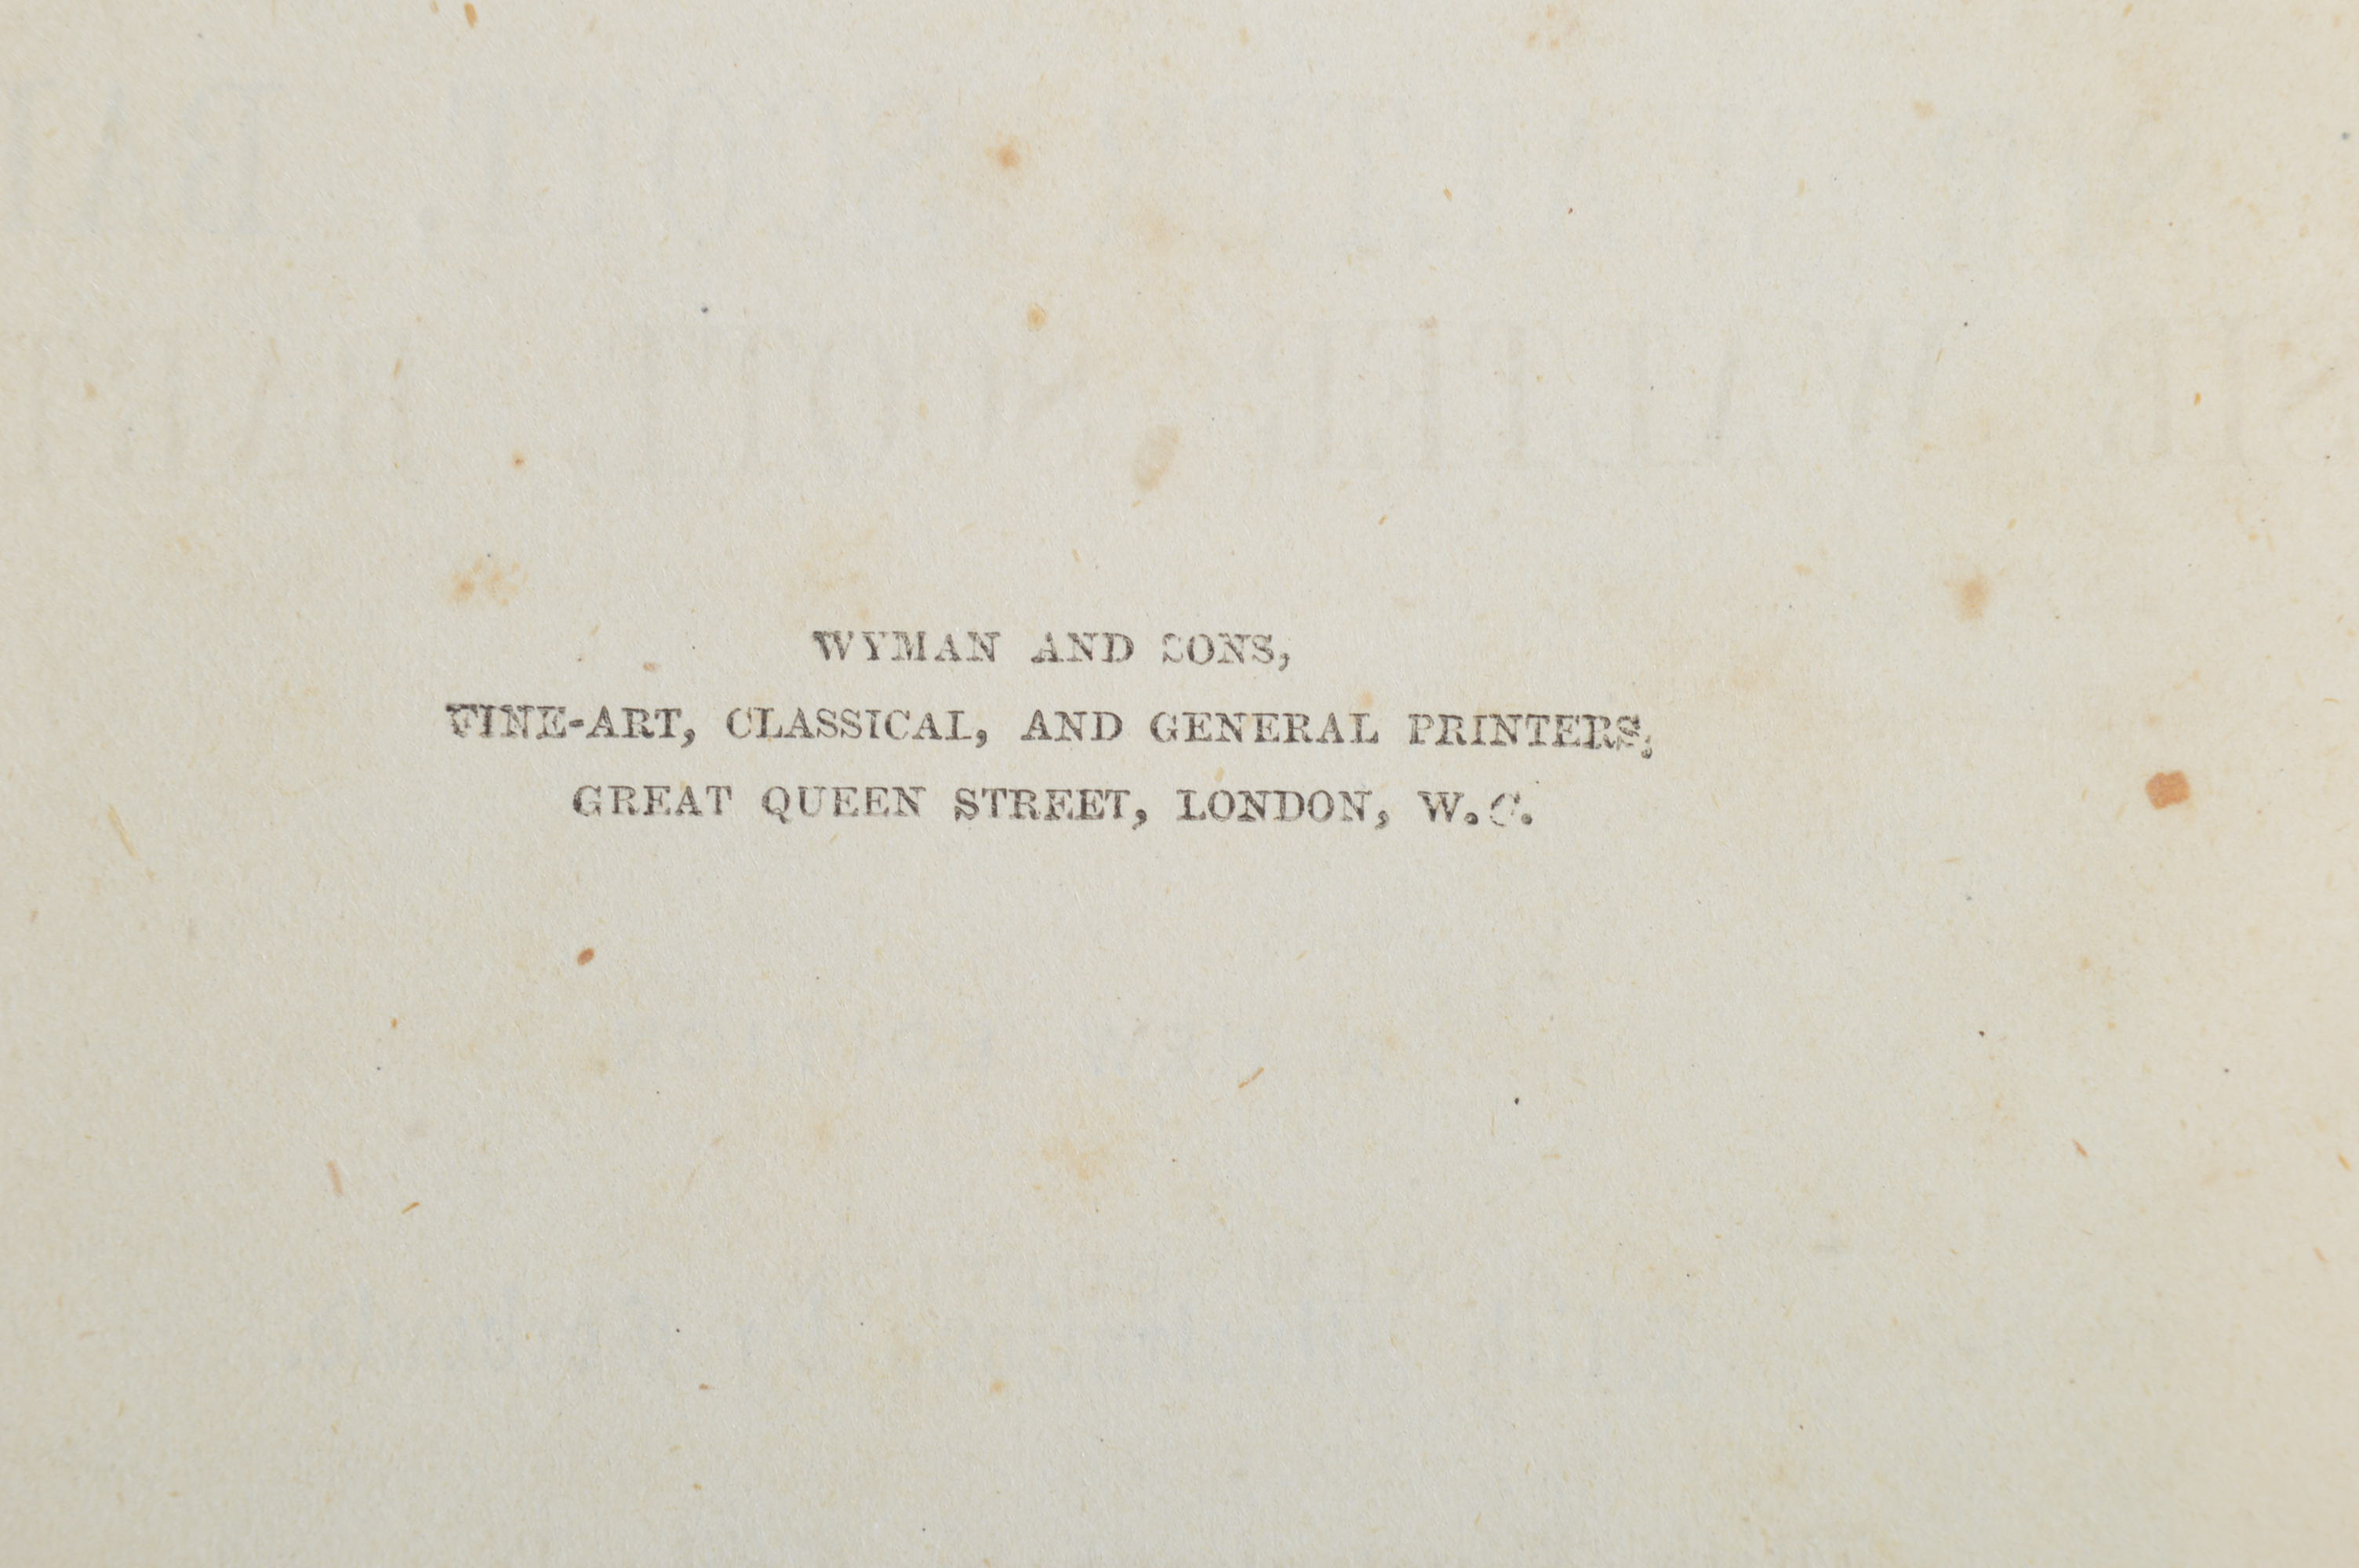 WYMAN AND SONS,
FINE-ART, CLASSICAL, AND GENERAL PRINTERS,
GREAT QUEEN STREET, LONDON, W.C.